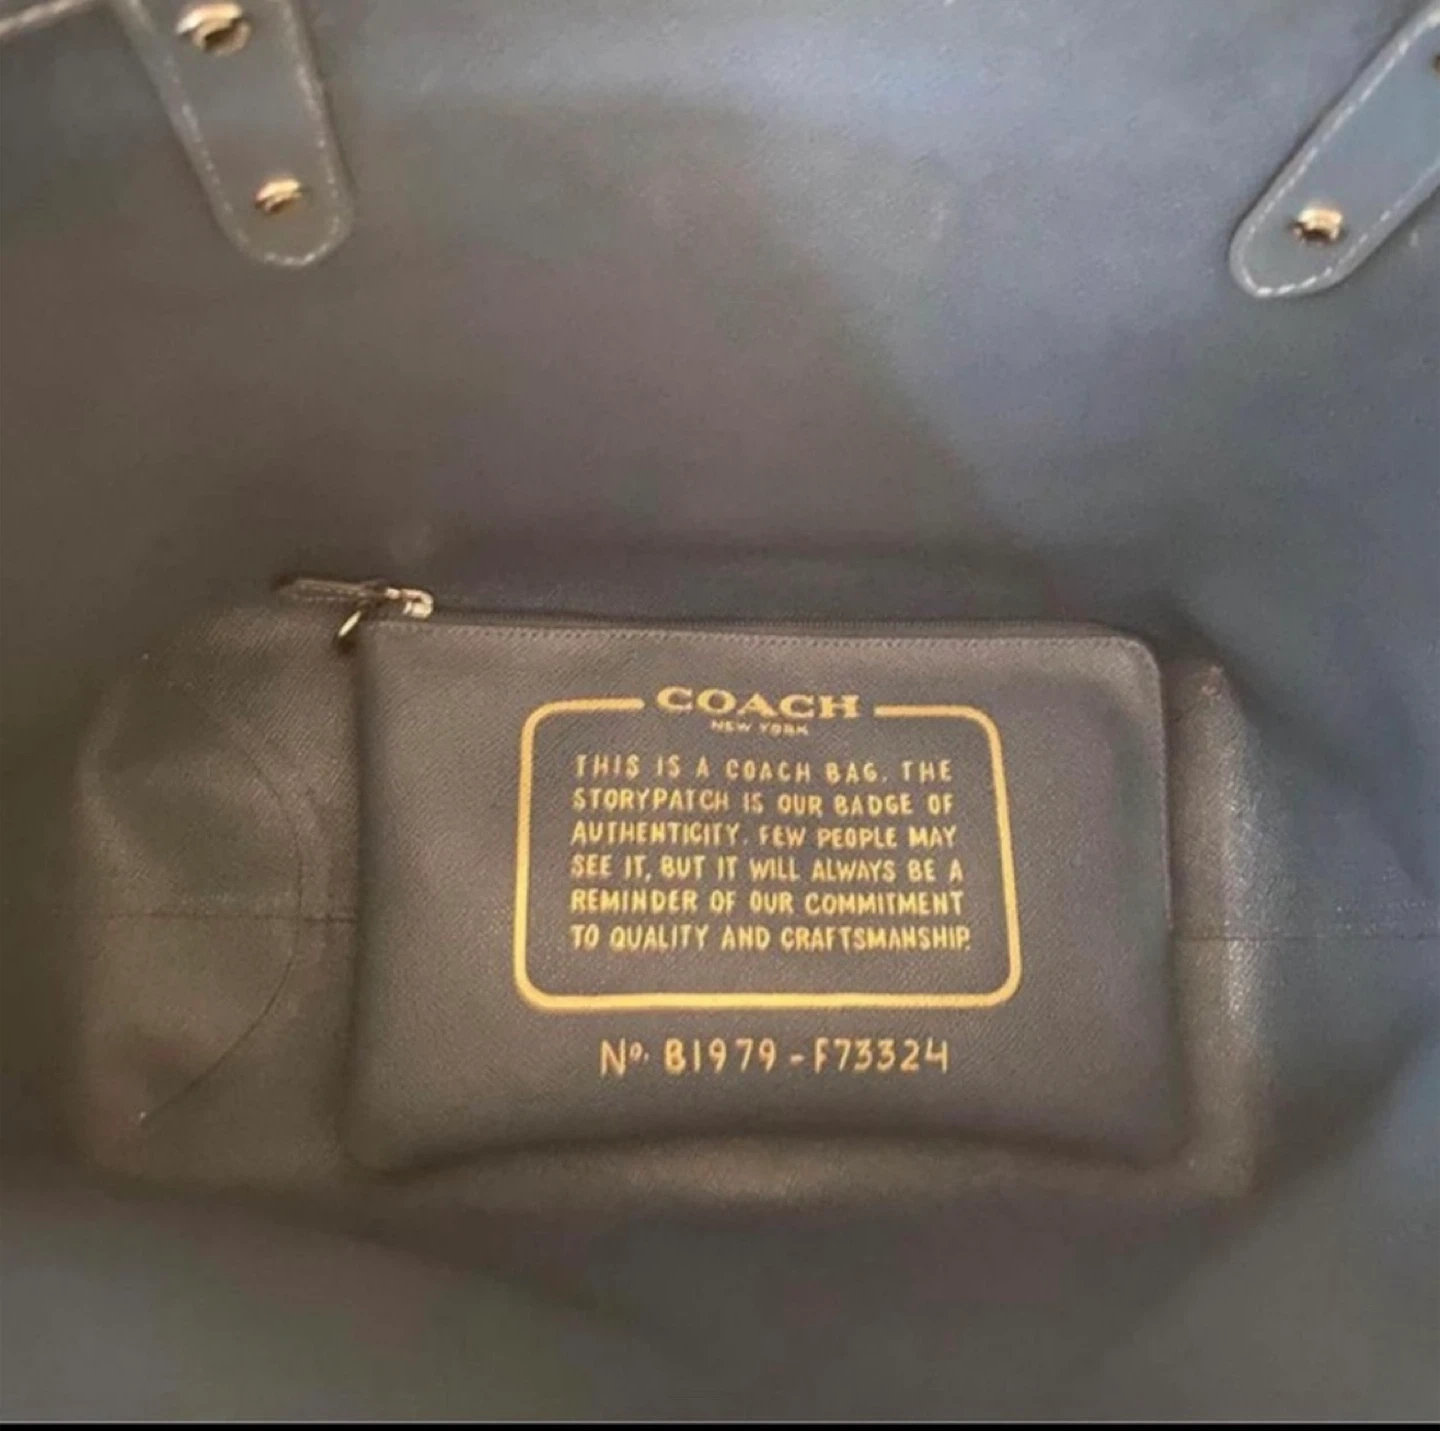 COACH
NEW YORK
THIS IS A COACH BAG. THE
STORYPATCH IS OUR BADGE OF
AUTHENTICITY. FEW PEOPLE MAY
SEE IT, BUT IT WILL ALWAYS BE A
REMINDER OF OUR COMMITMENT
TO QUALITY AND CRAFTSMANSHIP.
Nº. B1979-F73324